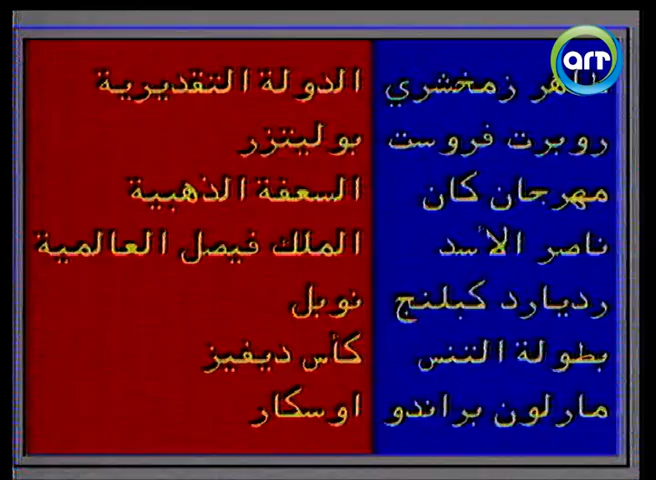 art
طاهر زمخشري الدولة التقديرية
روبرت فروست بوليتزر
مهرجان كان السعفة الذهبية
ناصر الأسد الملك فيصل العالمية
رديارد كبلنج نوبل
بطولة التنس كأس ديفيز
مارلون براندو اوسكار